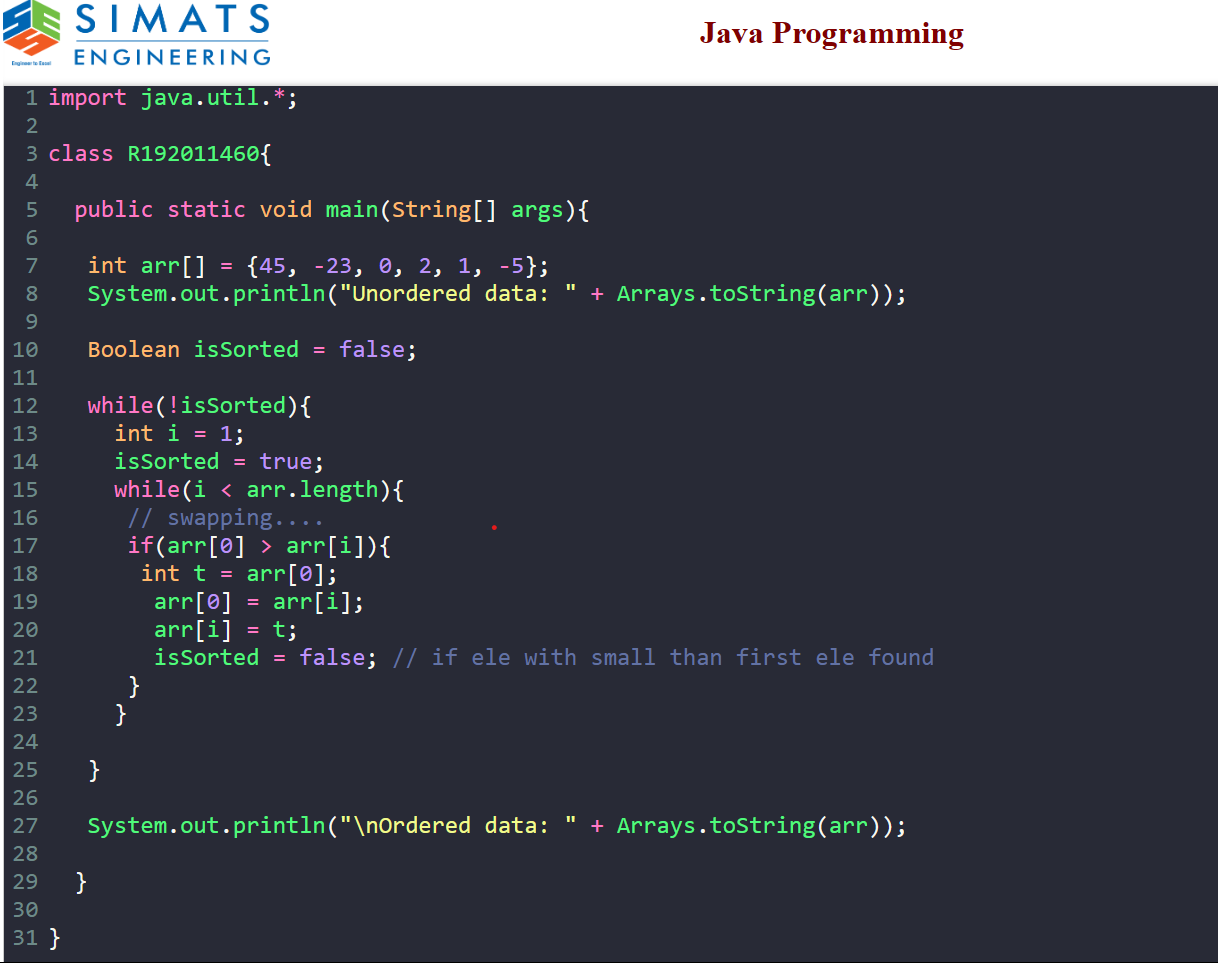 SIMATS
ENGINEERING
Engineer to Excel
Java Programming
1 import java.util.*;
2
3 class R192011460{
4
5   public static void main(String[] args){
6
7    int arr[] = {45, -23, 0, 2, 1, -5};
8    System.out.println("Unordered data: " + Arrays.toString(arr));
9
10    Boolean isSorted = false;
11
12    while(!isSorted){
13      int i = 1;
14      isSorted = true;
15      while(i < arr.length){
16       // swapping....
17       if(arr[0] > arr[i]){
18        int t = arr[0];
19         arr[0] = arr[i];
20         arr[i] = t;
21         isSorted = false; // if ele with small than first ele found
22       }
23      }
24
25    }
26
27    System.out.println("\nOrdered data: " + Arrays.toString(arr));
28
29   }
30
31 }